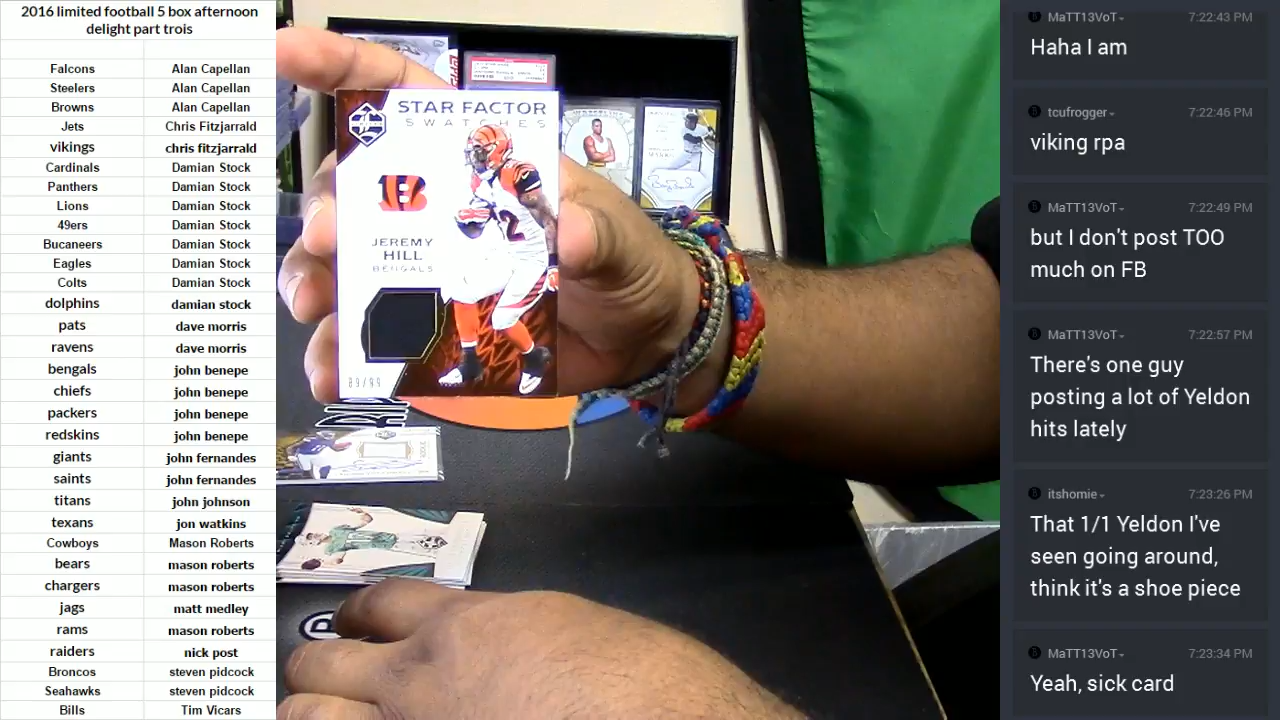 2016 limited football 5 box afternoon
delight part trois
Falcons Alan Capellan
Steelers Alan Capellan
Browns Alan Capellan
Jets Chris Fitzjarrald
vikings chris fitzjarrald
Cardinals Damian Stock
Panthers Damian Stock
Lions Damian Stock
49ers Damian Stock
Bucaneers Damian Stock
Eagles Damian Stock
Colts Damian Stock
dolphins damian stock
pats dave morris
ravens dave morris
bengals john benepe
chiefs john benepe
packers john benepe
redskins john benepe
giants john fernandes
saints john fernandes
titans john johnson
texans jon watkins
Cowboys Mason Roberts
bears mason roberts
chargers mason roberts
jags matt medley
rams mason roberts
raiders nick post
Broncos steven pidcock
Seahawks steven pidcock
Bills Tim Vicars
STAR FACTOR
SWATCHES
B
JEREMY
HILL
BENGALS
89/99
MaTT13VoT 7:22:43 PM
Haha I am
tcufrogger 7:22:46 PM
viking rpa
MaTT13VoT 7:22:49 PM
but I don't post TOO
much on FB
MaTT13VoT 7:22:57 PM
There's one guy
posting a lot of Yeldon
hits lately
itshomie 7:23:26 PM
That 1/1 Yeldon I've
seen going around,
think it's a shoe piece
MaTT13VoT 7:23:34 PM
Yeah, sick card